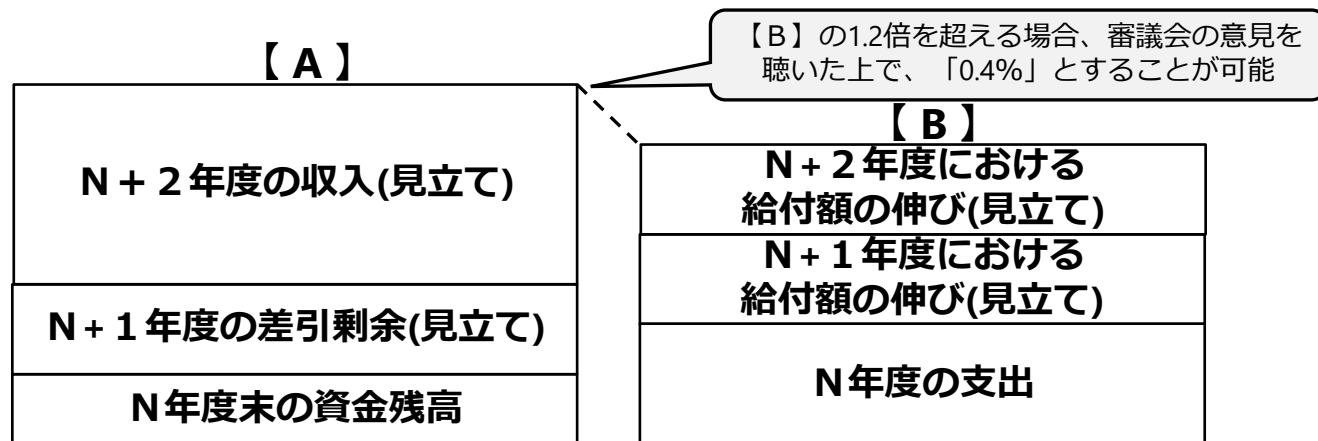 【B】の1.2倍を超える場合、審議会の意見を
聴いた上で、「0.4%」とすることが可能
【 A 】
N＋２年度の収入(見立て)
N+１年度の差引剰余(見立て)
N年度末の資金残高
【 B 】
N+２年度における
給付額の伸び(見立て)
N+１年度における
給付額の伸び(見立て)
N年度の支出